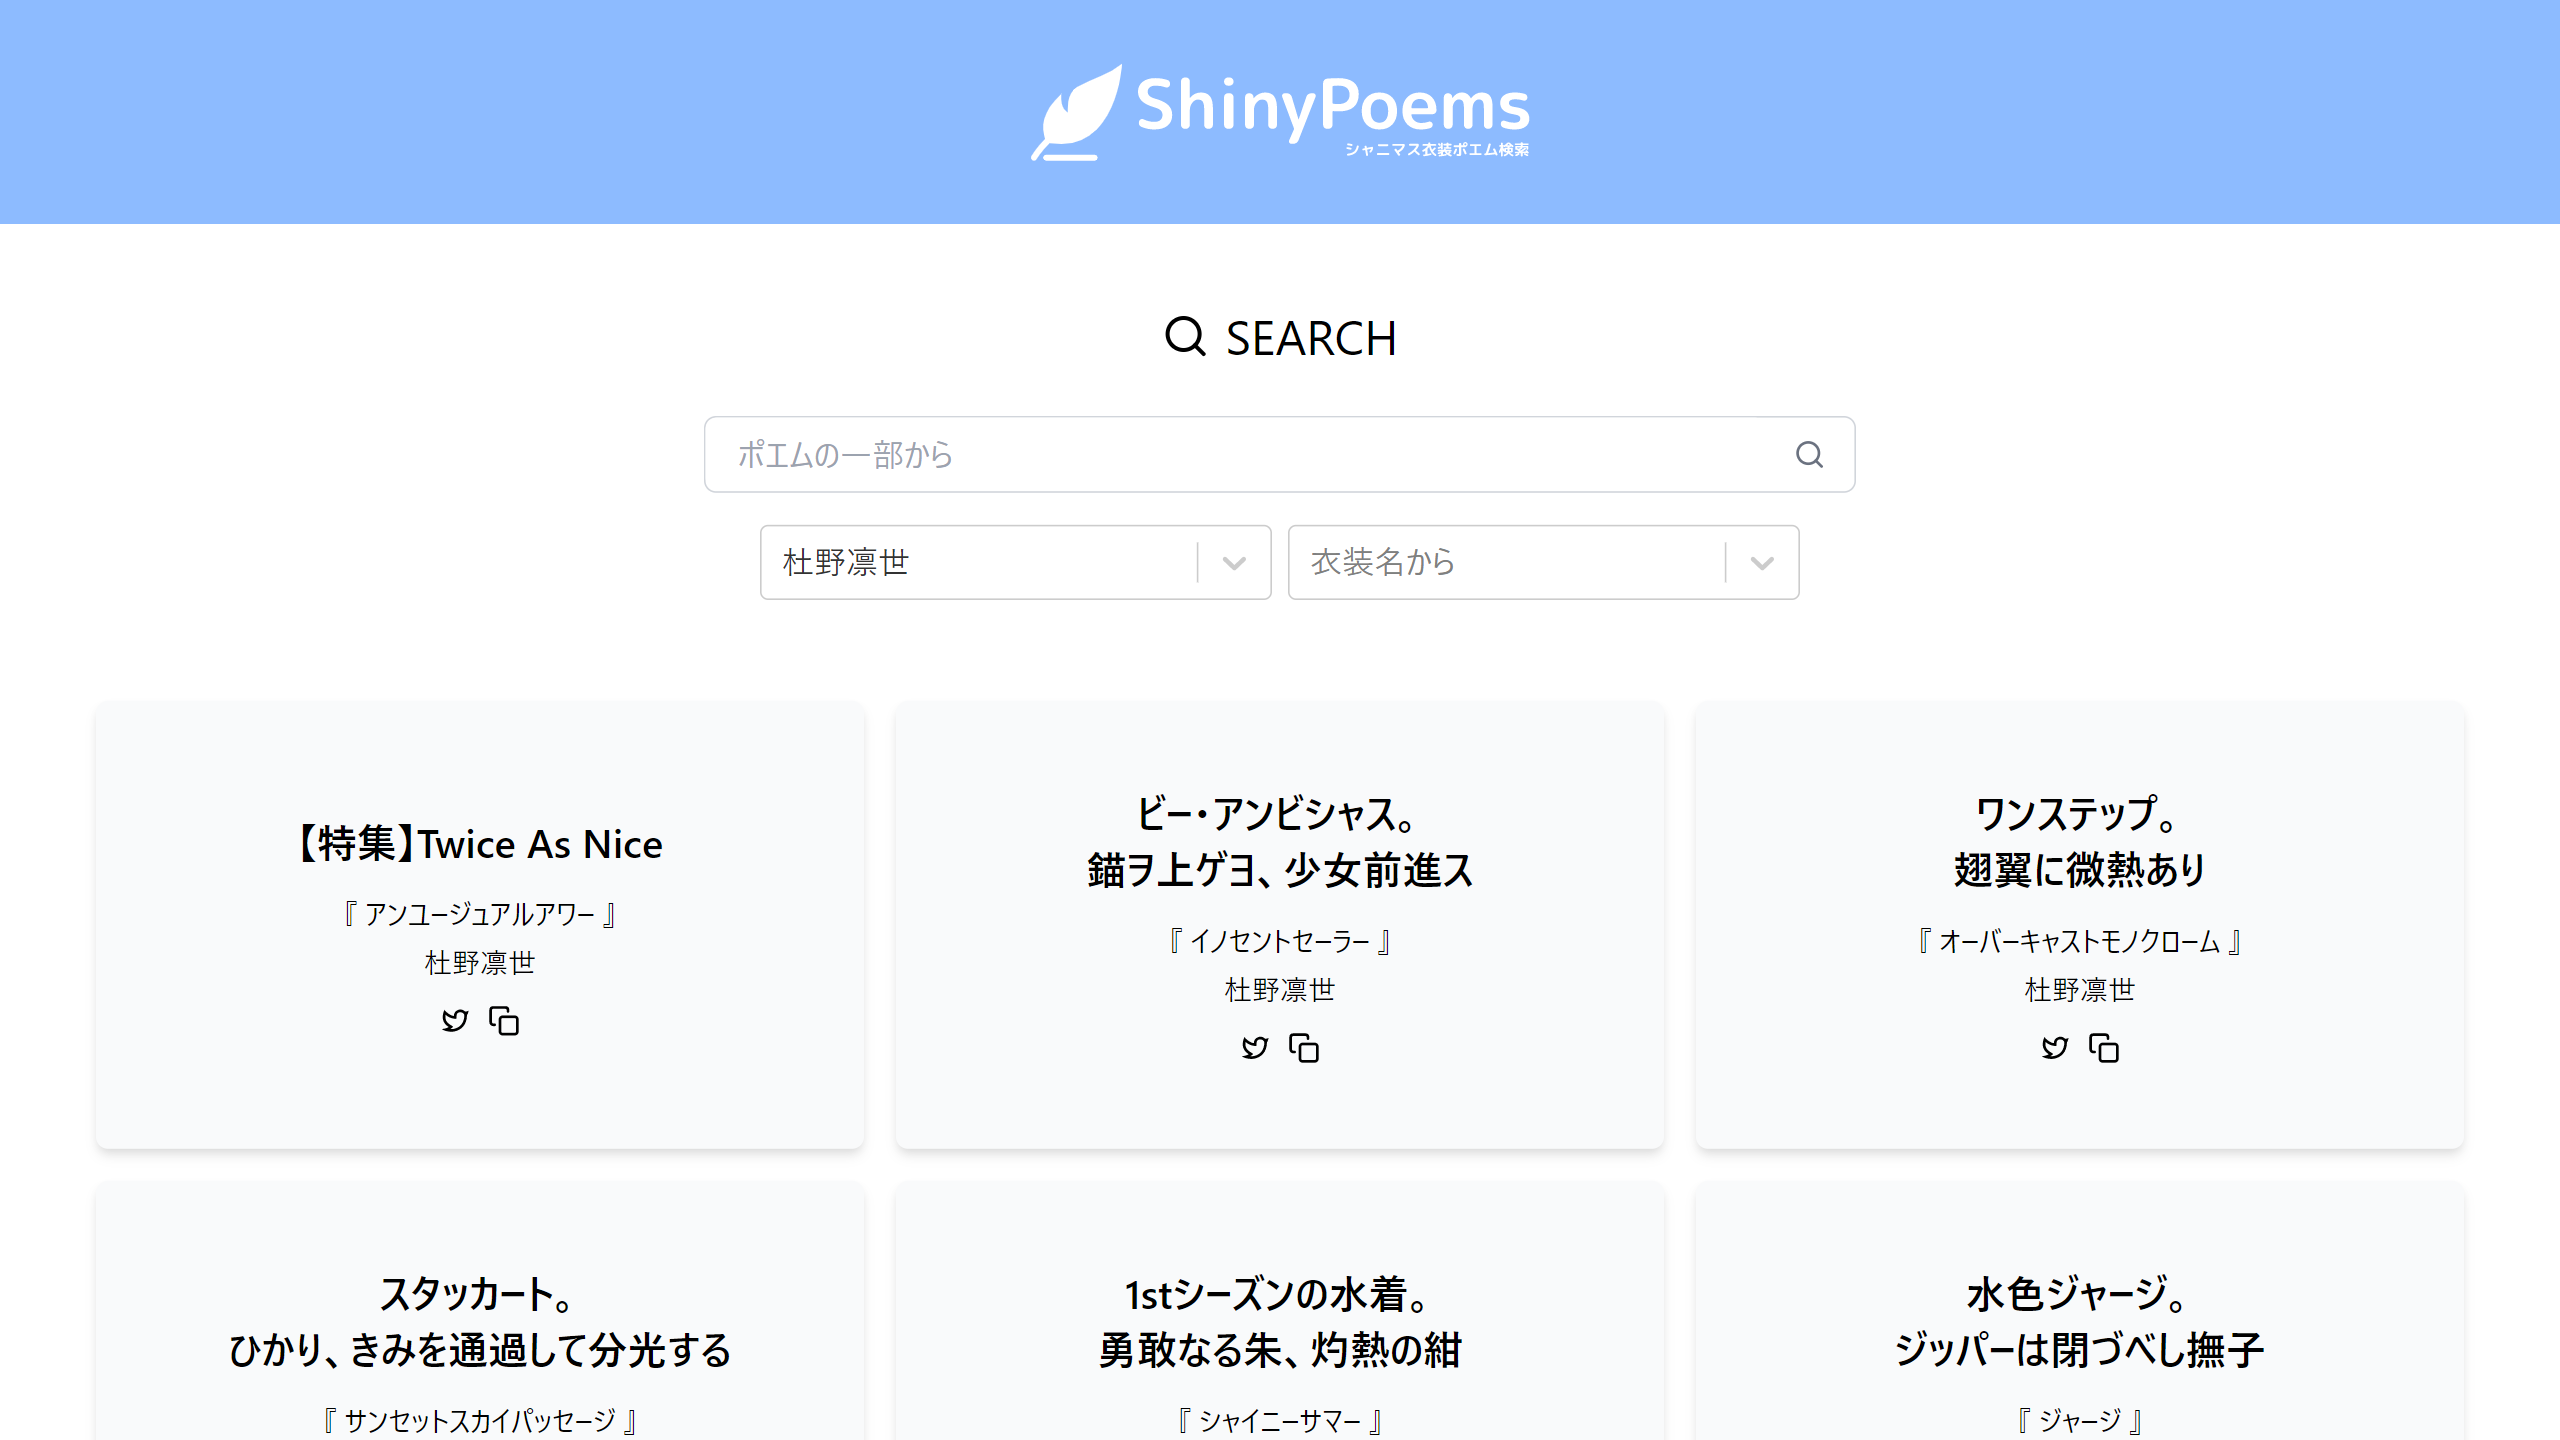 ShinyPoems
シャニマス衣装ポエム検索
SEARCH
ポエムの一部から
杜野凛世
衣装名から
【特集】Twice As Nice
『 アンユージュアルアワー 』
杜野凛世
ビー・アンビシャス。
錨ヲ上ゲヨ、少女前進ス
『 イノセントセーラー 』
杜野凛世
ワンステップ。
翅翼に微熱あり
『 オーバーキャストモノクローム 』
杜野凛世
スタッカート。
ひかり、きみを通過して分光する
『 サンセットスカイパッセージ 』
1stシーズンの水着。
勇敢なる朱、灼熱の紺
『 シャイニーサマー 』
水色ジャージ。
ジッパーは閉づべし撫子
『 ジャージ 』